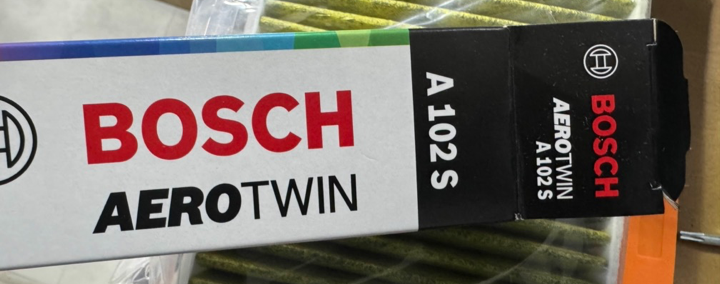 BOSCH
AEROTWIN
A 102 S
BOSCH
AEROTWIN
A 102 S